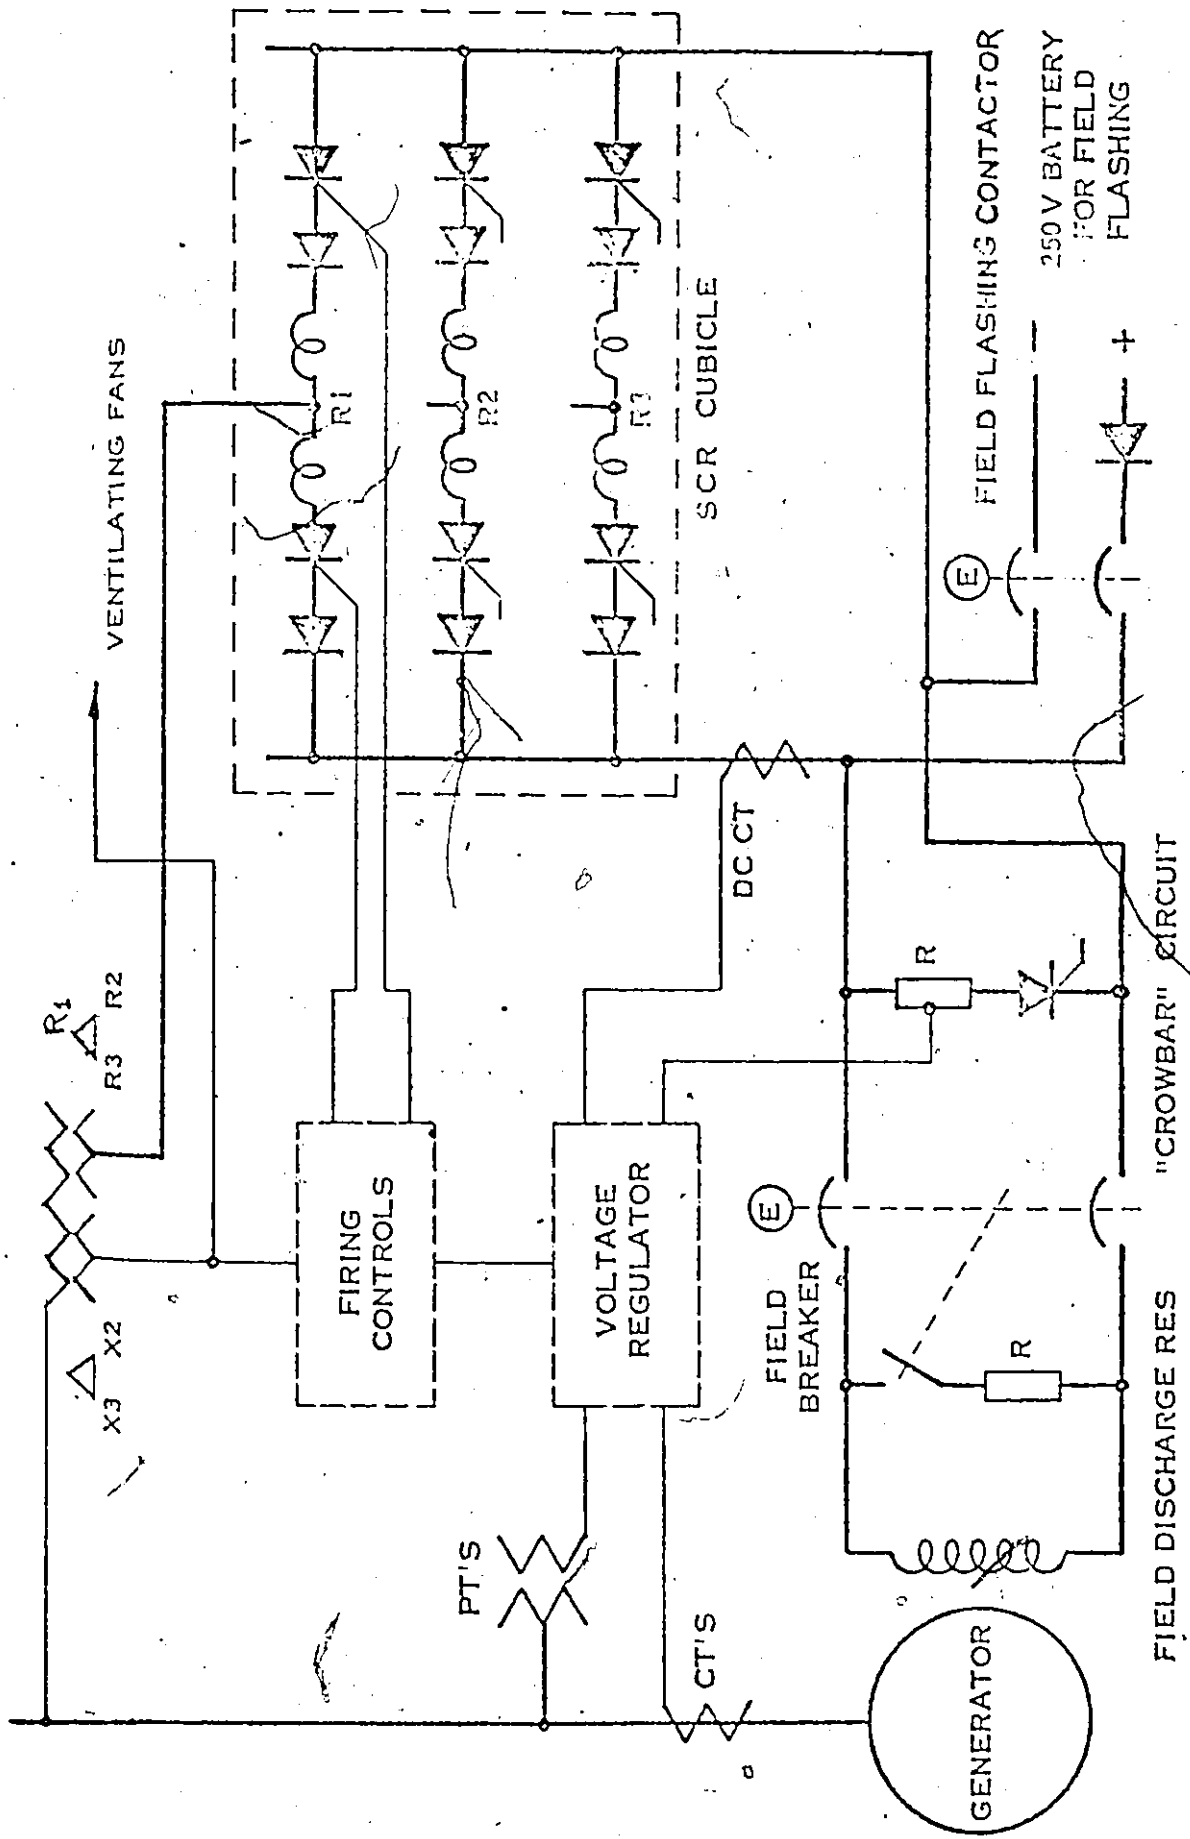 VENTILATING FANS
R1
R3 R2
X3 X2
R1
R2
R3
SCR CUBICLE
FIRING
CONTROLS
VOLTAGE
REGULATOR
PT'S
CT'S
DC CT
E
FIELD
BREAKER
R
R
GENERATOR
FIELD DISCHARGE RES
"CROWBAR" CIRCUIT
E
FIELD FLASHING CONTACTOR
250 V BATTERY
FOR FIELD
FLASHING
−
+